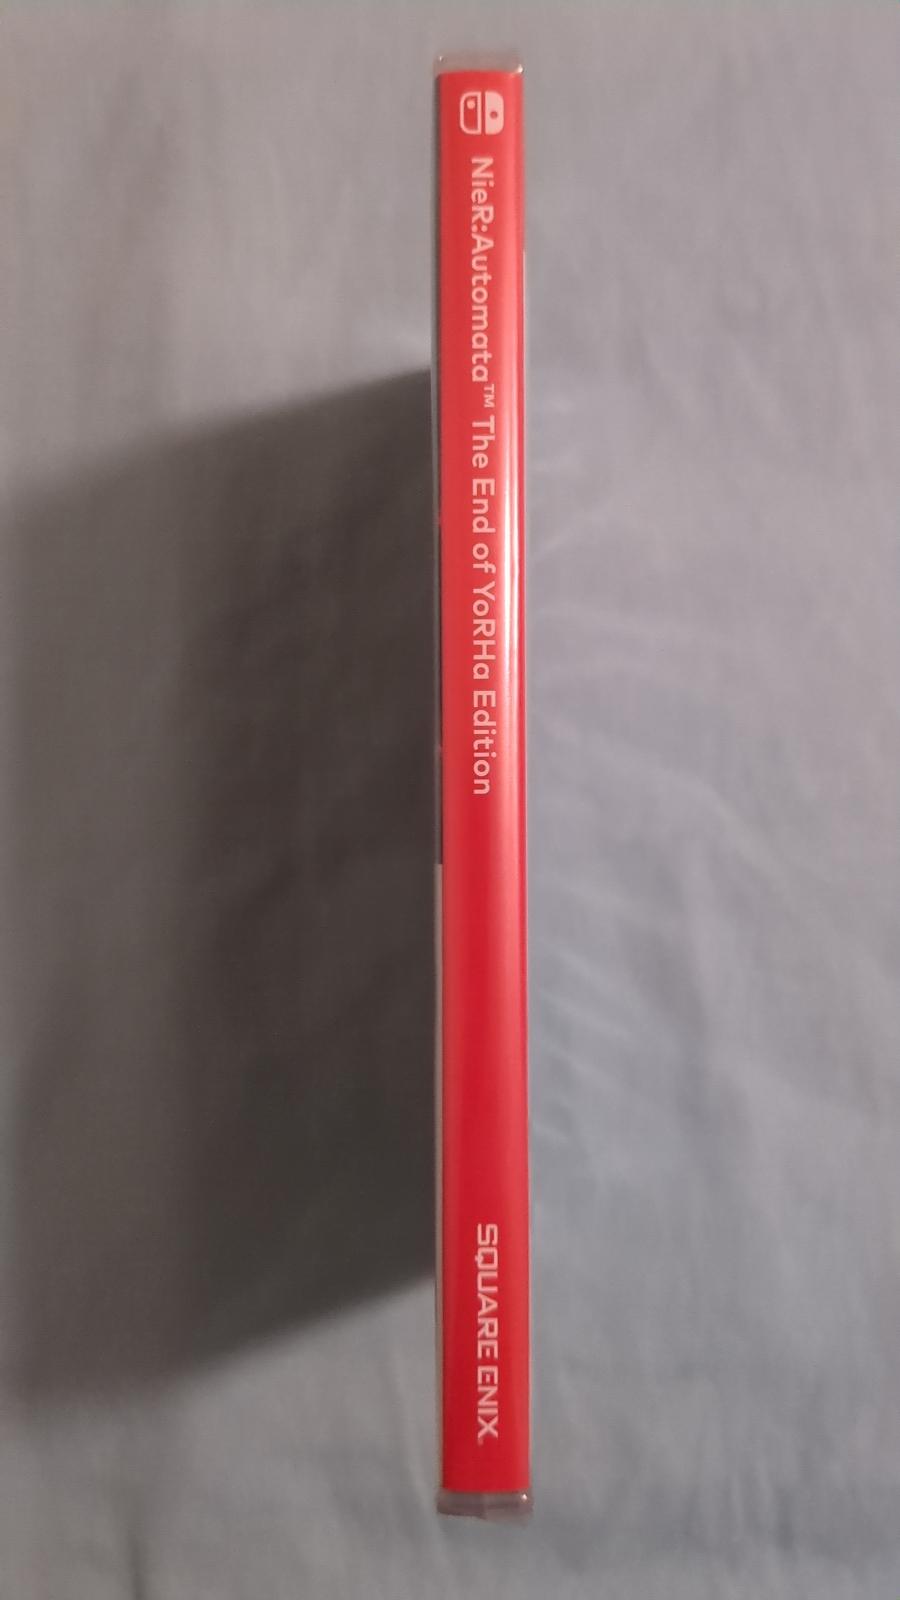 NieR:Automata™ The End of YoRHa Edition
SQUARE ENIX